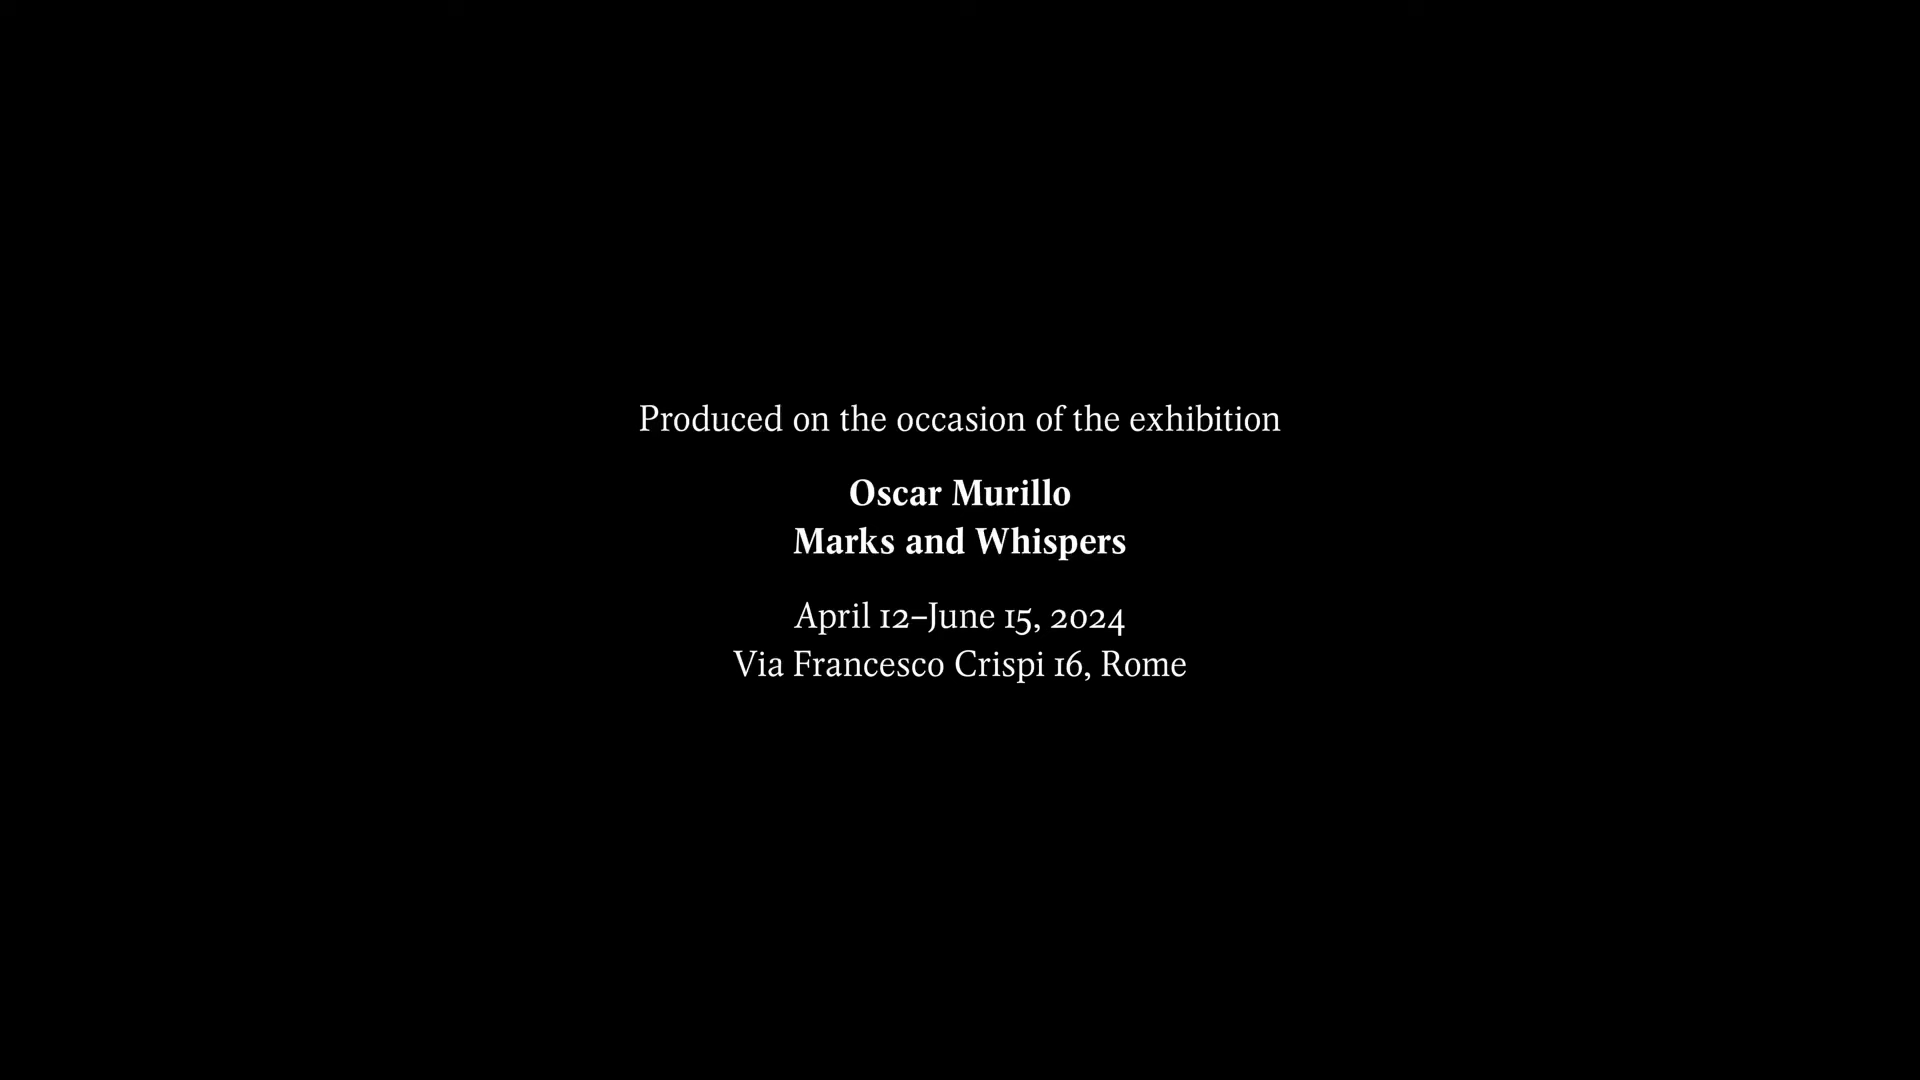 Produced on the occasion of the exhibition
Oscar Murillo
Marks and Whispers
April 12–June 15, 2024
Via Francesco Crispi 16, Rome